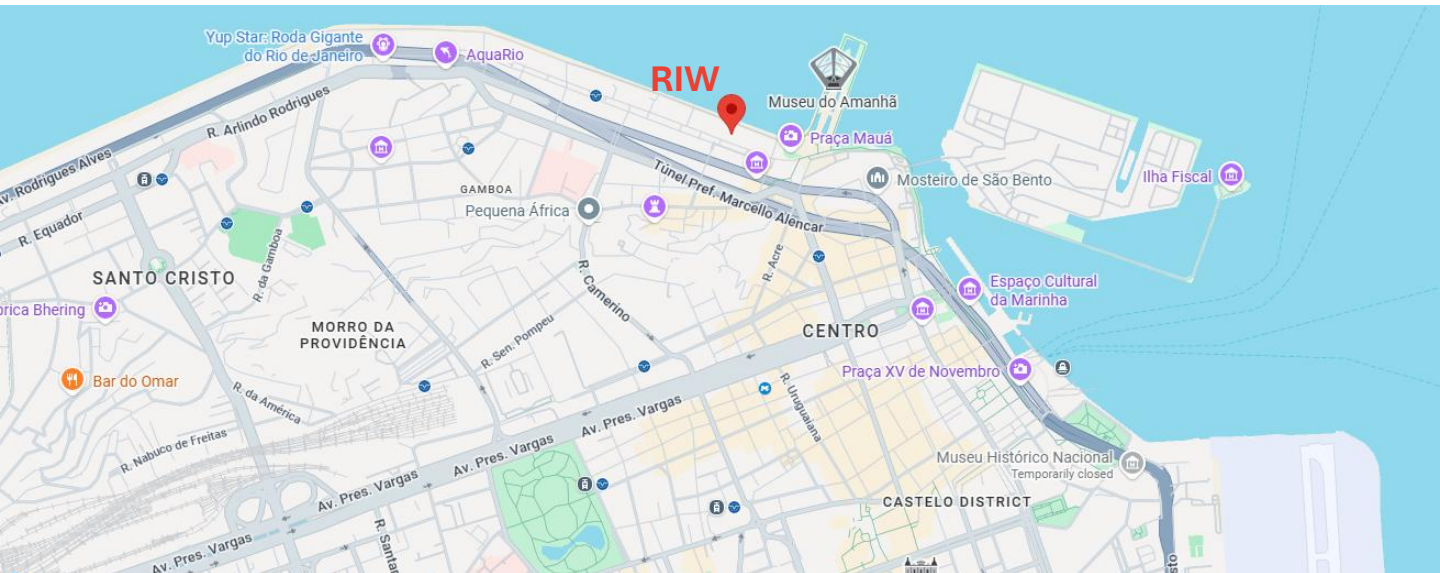 Yup Star: Roda Gigante
do Rio de Janeiro
AquaRio
RIW
Museu do Amanhã
R. Arlindo Rodrigues
Praça Mauá
Av. Rodrigues Alves
GAMBOA
Túnel Pref. Marcello Alencar
Mosteiro de São Bento
Ilha Fiscal
Pequena África
R. Equador
R. da Gamboa
R. Acre
SANTO CRISTO
R. Camerino
Espaço Cultural
da Marinha
brica Bhering
MORRO DA
PROVIDÊNCIA
R. Sen. Pompeu
CENTRO
Bar do Omar
Praça XV de Novembro
R. da América
R. Uruguaiana
Av. Pres. Vargas
R. Nabuco de Freitas
Av. Pres. Vargas
Museu Histórico Nacional
Temporarily closed
Av. Pres. Vargas
CASTELO DISTRICT
Av. Pres. Vargas
R. Santan